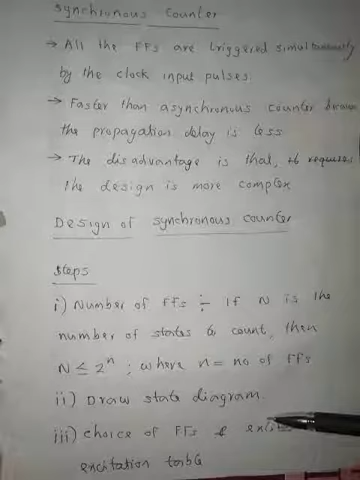 Synchronous Counter
→ All the FFs are triggered simultaneously
by the clock input pulses.
→ Faster than asynchronous counter because
the propagation delay is less
→ The disadvantage is that, it requires
the design is more complex
Design of synchronous counter
Steps
i) Number of FFs ÷ If N is the
number of states to count, then
N ≤ 2ⁿ ; where n = no of FFs
ii) Draw state diagram.
iii) choice of FFs &
excitation table